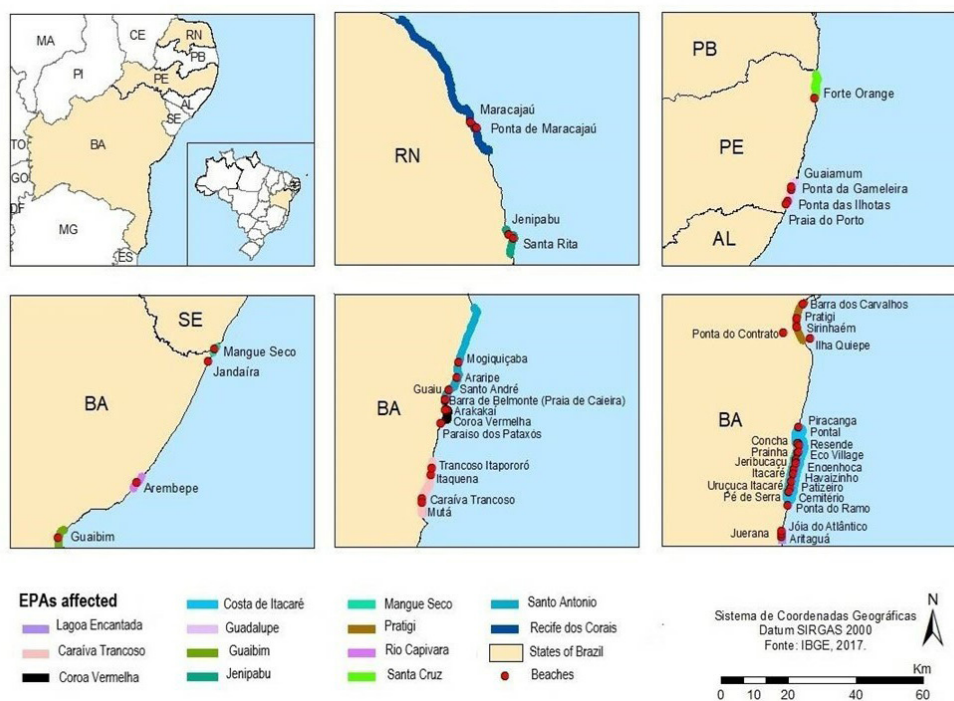 MA
CE
RN
PB
PI
PE
AL
SE
BA
TO
GO
DF
MG
ES
Maracajaú
Ponta de Maracajaú
RN
Jenipabu
Santa Rita
PB
Forte Orange
PE
Guaiamum
Ponta da Gameleira
Ponta das Ilhotas
Praia do Porto
AL
SE
Mangue Seco
Jandaíra
BA
Arembepe
Guaibim
Mogiquiçaba
Araripe
Guaiu
Santo André
BA
Barra de Belmonte (Praia de Caieira)
Arakakaí
Coroa Vermelha
Paraiso dos Pataxós
Trancoso Itapororó
Itaquena
Caraíva Trancoso
Mutá
Barra dos Carvalhos
Pratigi
Sirinhaém
Ponta do Contrato
Ilha Quiepe
BA
Piracanga
Pontal
Concha
Resende
Prainha
Eco Village
Jeribucaçu
Engenhoca
Itacaré
Havaizinho
Uruçuca Itacaré
Patizeiro
Pé de Serra
Cemitério
Ponta do Ramo
Jóia do Atlântico
Juerana
Aritaguá
EPAs affected
Lagoa Encantada
Caraíva Trancoso
Coroa Vermelha
Costa de Itacaré
Guadalupe
Guaibim
Jenipabu
Mangue Seco
Pratigi
Rio Capivara
Santa Cruz
Santo Antonio
Recife dos Corais
States of Brazil
Beaches
Sistema de Coordenadas Geográficas
Datum SIRGAS 2000
Fonte: IBGE, 2017.
N
Km
0 10 20 40 60